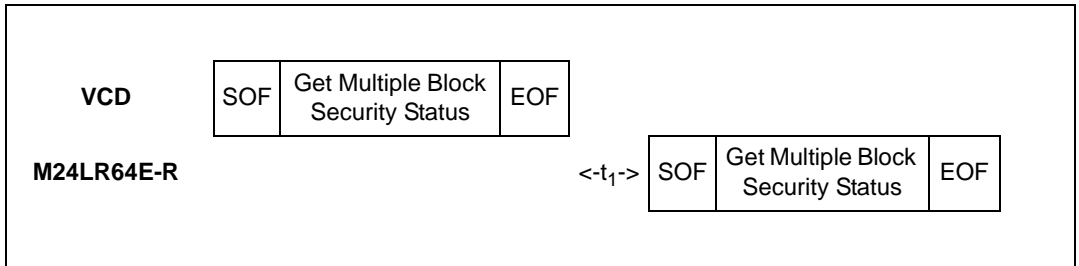 VCD SOF Get Multiple Block Security Status EOF
M24LR64E-R <-t1-> SOF Get Multiple Block Security Status EOF